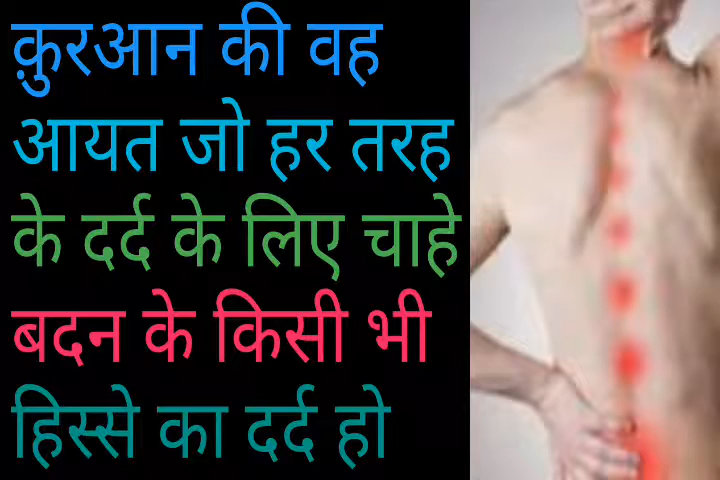 क़ुरआन की वह
आयत जो हर तरह
के दर्द के लिए चाहे
बदन के किसी भी
हिस्से का दर्द हो